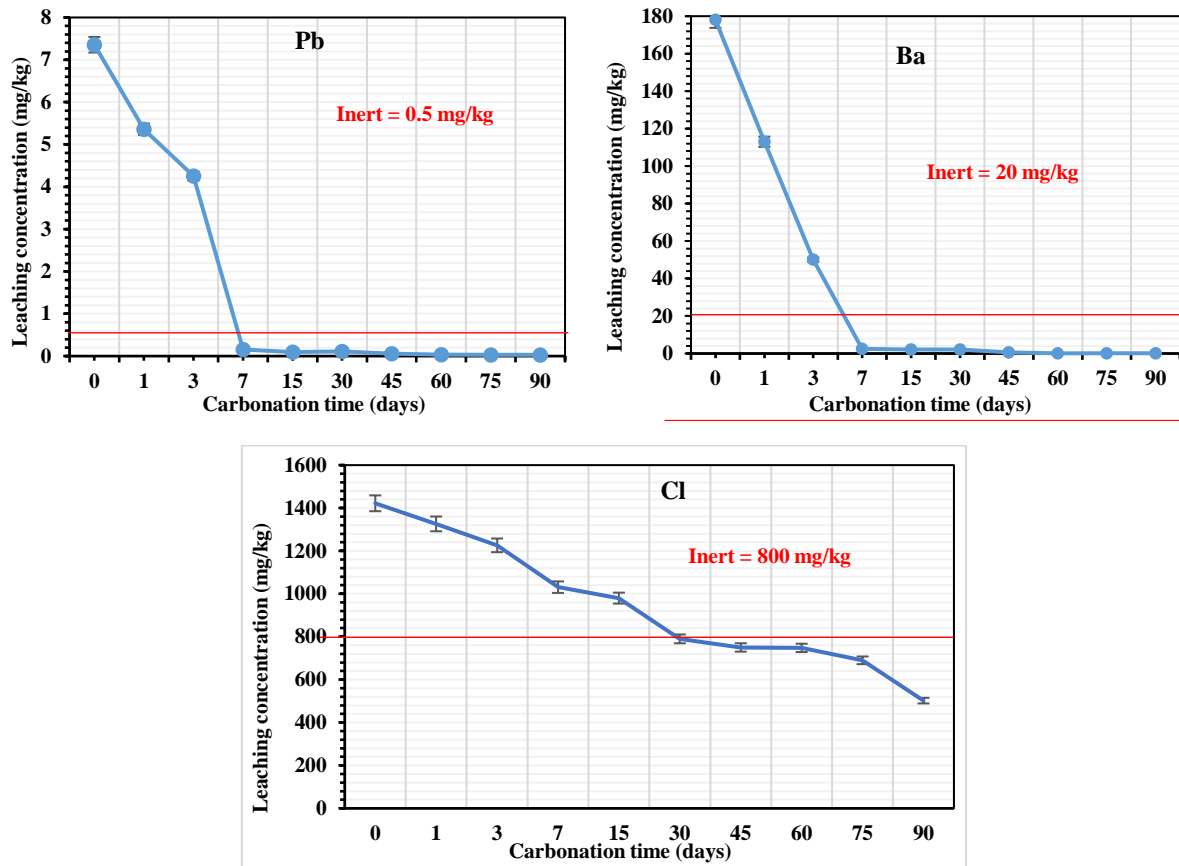 Pb
Inert = 0.5 mg/kg
Leaching concentration (mg/kg)
8
7
6
5
4
3
2
1
0
0 1 3 7 15 30 45 60 75 90
Carbonation time (days)
Ba
Inert = 20 mg/kg
Leaching concentration (mg/kg)
180
160
140
120
100
80
60
40
20
0
0 1 3 7 15 30 45 60 75 90
Carbonation time (days)
Cl
Inert = 800 mg/kg
Leaching concentration (mg/kg)
1600
1400
1200
1000
800
600
400
200
0
0 1 3 7 15 30 45 60 75 90
Carbonation time (days)